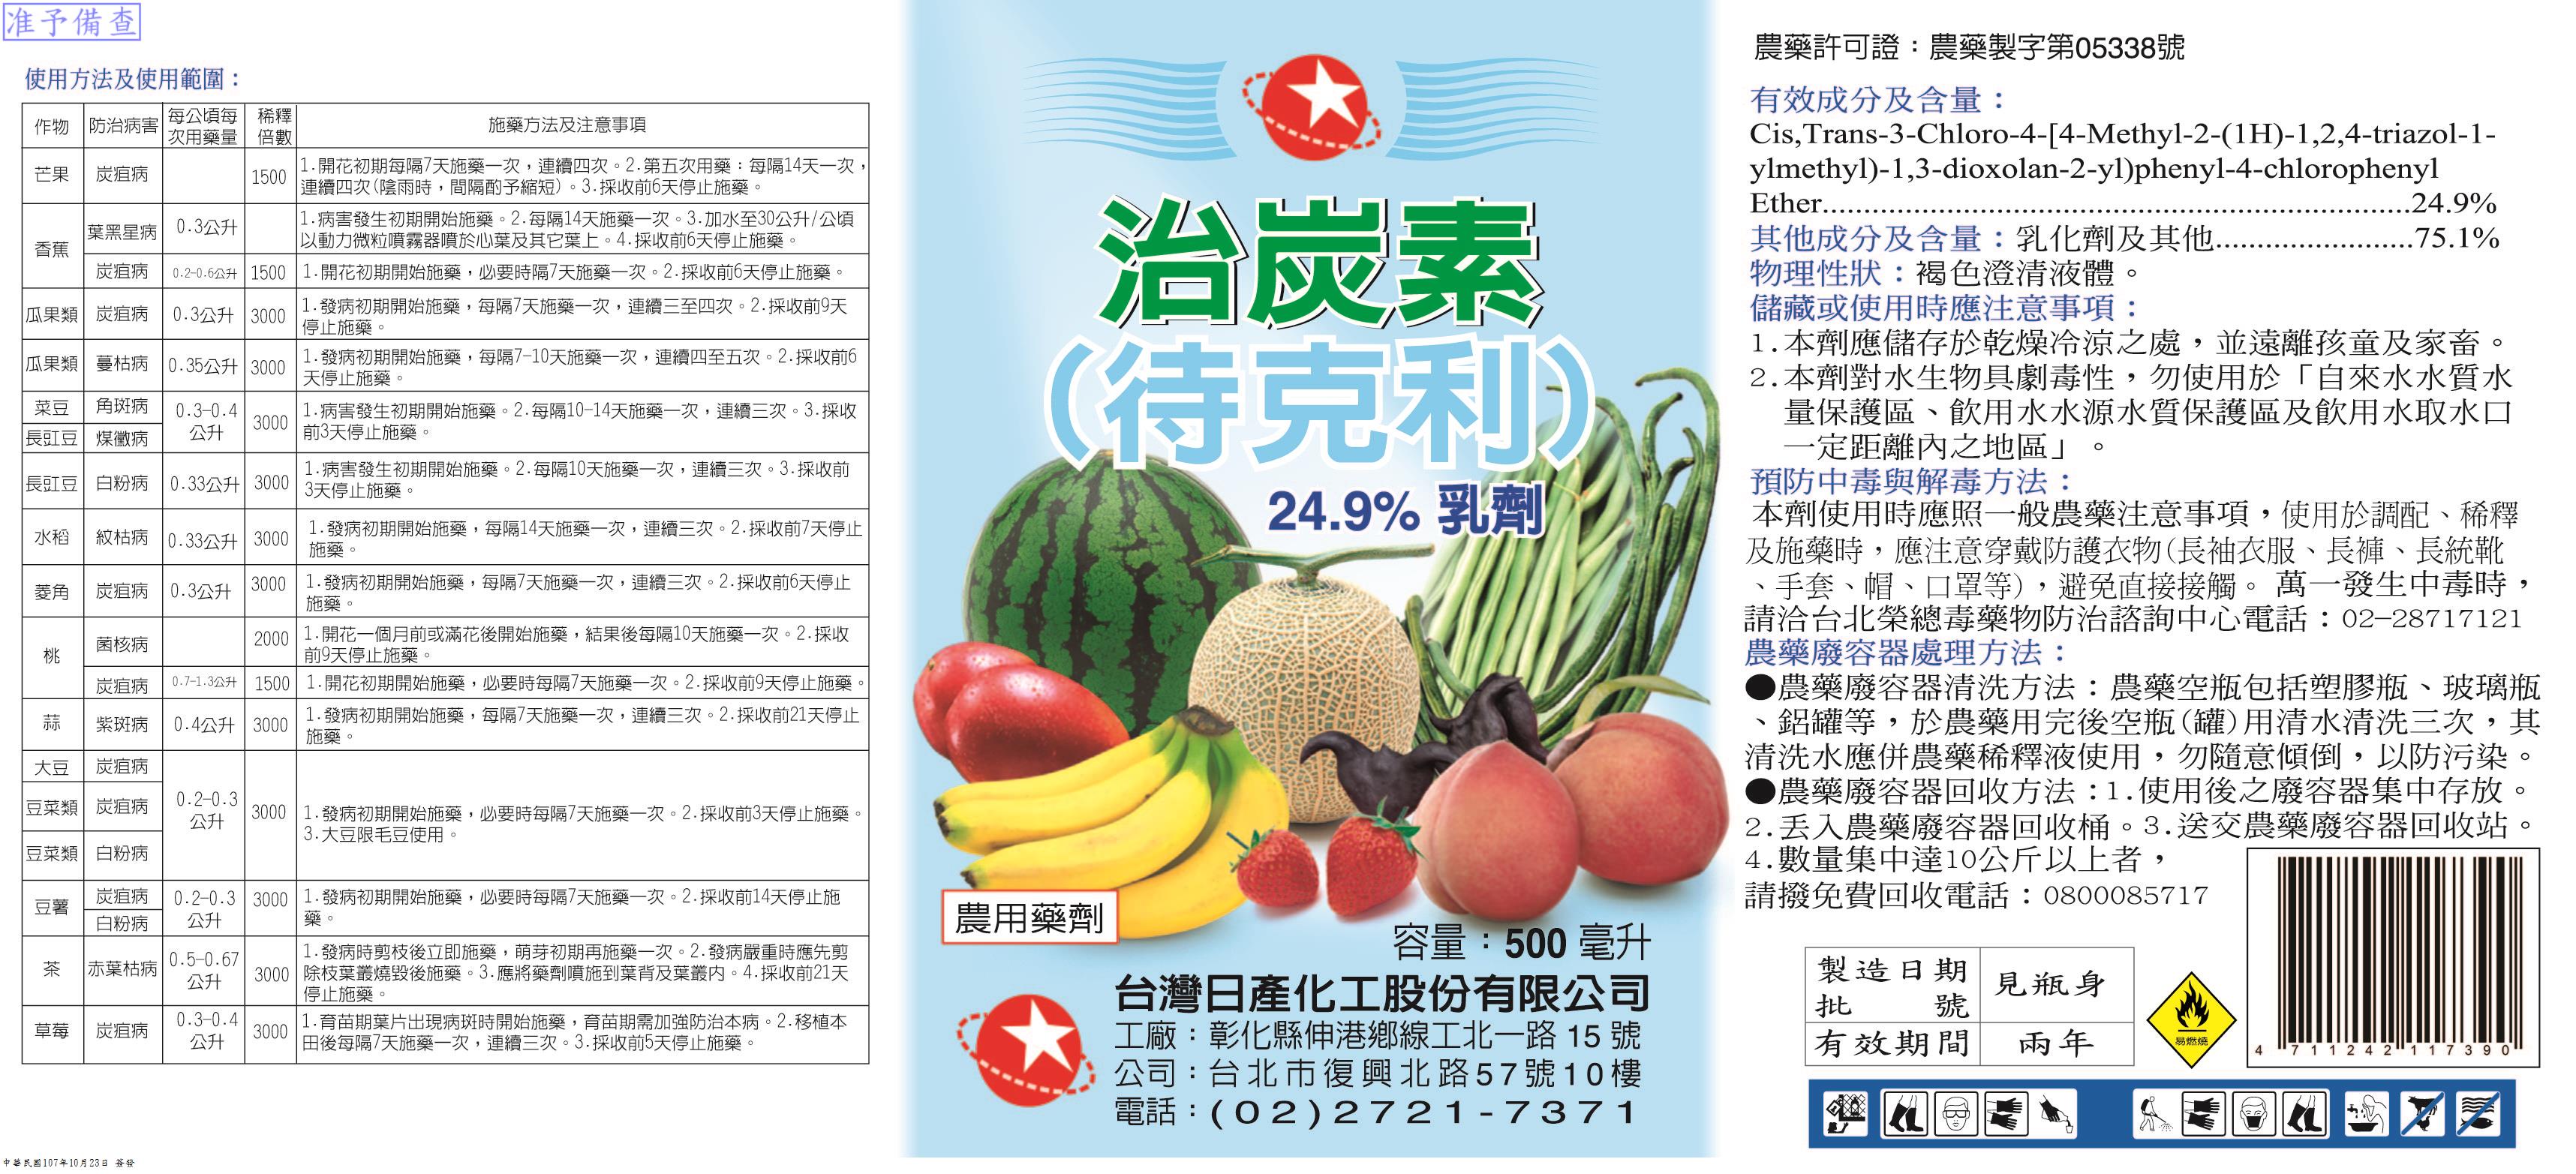 准予備查
使用方法及使用範圍：
作物 防治病害 每公頃每次用藥量 稀釋倍數 施藥方法及注意事項
芒果 炭疽病 1500 1.開花初期每隔7天施藥一次，連續四次。2.第五次用藥：每隔14天一次，
連續四次(陰雨時，間隔酌予縮短)。3.採收前6天停止施藥。
香蕉 葉黑星病 0.3公升 1.病害發生初期開始施藥。2.每隔14天施藥一次。3.加水至30公升/公頃
以動力微粒噴霧器噴於心葉及其它葉上。4.採收前6天停止施藥。
炭疽病 0.2-0.6公升 1500 1.開花初期開始施藥，必要時隔7天施藥一次。2.採收前6天停止施藥。
瓜果類 炭疽病 0.3公升 3000 1.發病初期開始施藥，每隔7天施藥一次，連續三至四次。2.採收前9天
停止施藥。
瓜果類 蔓枯病 0.35公升 3000 1.發病初期開始施藥，每隔7-10天施藥一次，連續四至五次。2.採收前6
天停止施藥。
菜豆 角斑病 0.3-0.4公升 3000 1.病害發生初期開始施藥。2.每隔10-14天施藥一次，連續三次。3.採收
長豇豆 煤黴病 前3天停止施藥。
長豇豆 白粉病 0.33公升 3000 1.病害發生初期開始施藥。2.每隔10天施藥一次，連續三次。3.採收前
3天停止施藥。
水稻 紋枯病 0.33公升 3000 1.發病初期開始施藥，每隔14天施藥一次，連續三次。2.採收前7天停止
施藥。
菱角 炭疽病 0.3公升 3000 1.發病初期開始施藥，每隔7天施藥一次，連續三次。2.採收前6天停止
施藥。
桃 菌核病 2000 1.開花一個月前或滿花後開始施藥，結果後每隔10天施藥一次。2.採收
前9天停止施藥。
炭疽病 0.7-1.3公升 1500 1.開花初期開始施藥，必要時每隔7天施藥一次。2.採收前9天停止施藥。
蒜 紫斑病 0.4公升 3000 1.發病初期開始施藥，每隔7天施藥一次，連續三次。2.採收前21天停止
施藥。
大豆 炭疽病
豆菜類 炭疽病 0.2-0.3公升 3000 1.發病初期開始施藥，必要時每隔7天施藥一次。2.採收前3天停止施藥。
3.大豆限毛豆使用。
豆菜類 白粉病
豆薯 炭疽病 0.2-0.3公升 3000 1.發病初期開始施藥，必要時每隔7天施藥一次。2.採收前14天停止施
白粉病 藥。
茶 赤葉枯病 0.5-0.67公升 3000 1.發病時剪枝後立即施藥，萌芽初期再施藥一次。2.發病嚴重時應先剪
除枝葉叢燒毀後施藥。3.應將藥劑噴施到葉背及葉叢內。4.採收前21天
停止施藥。
草莓 炭疽病 0.3-0.4公升 3000 1.育苗期葉片出現病斑時開始施藥，育苗期需加強防治本病。2.移植本
田後每隔7天施藥一次，連續三次。3.採收前5天停止施藥。
中華民國107年10月23日 簽發
治炭素
(待克利)
24.9% 乳劑
農用藥劑
容量：500 毫升
台灣日產化工股份有限公司
工廠：彰化縣伸港鄉線工北一路 15 號
公司：台北市復興北路57號10樓
電話：(02)2721-7371
農藥許可證：農藥製字第05338號
有效成分及含量：
Cis,Trans-3-Chloro-4-[4-Methyl-2-(1H)-1,2,4-triazol-1-
ylmethyl)-1,3-dioxolan-2-yl)phenyl-4-chlorophenyl
Ether....................................................................................24.9%
其他成分及含量：乳化劑及其他........................75.1%
物理性狀：褐色澄清液體。
儲藏或使用時應注意事項：
1.本劑應儲存於乾燥冷涼之處，並遠離孩童及家畜。
2.本劑對水生物具劇毒性，勿使用於「自來水水質水
量保護區、飲用水水源水質保護區及飲用水取水口
一定距離內之地區」。
預防中毒與解毒方法：
本劑使用時應照一般農藥注意事項，使用於調配、稀釋
及施藥時，應注意穿戴防護衣物(長袖衣服、長褲、長統靴
、手套、帽、口罩等)，避免直接接觸。萬一發生中毒時，
請洽台北榮總毒藥物防治諮詢中心電話：02-28717121
農藥廢容器處理方法：
●農藥廢容器清洗方法：農藥空瓶包括塑膠瓶、玻璃瓶
、鋁罐等，於農藥用完後空瓶(罐)用清水清洗三次，其
清洗水應併農藥稀釋液使用，勿隨意傾倒，以防污染。
●農藥廢容器回收方法：1.使用後之廢容器集中存放。
2.丟入農藥廢容器回收桶。3.送交農藥廢容器回收站。
4.數量集中達10公斤以上者，
請撥免費回收電話：0800085717
製造日期
批號 見瓶身
有效期間 兩年
易燃燒
4 711242 117390